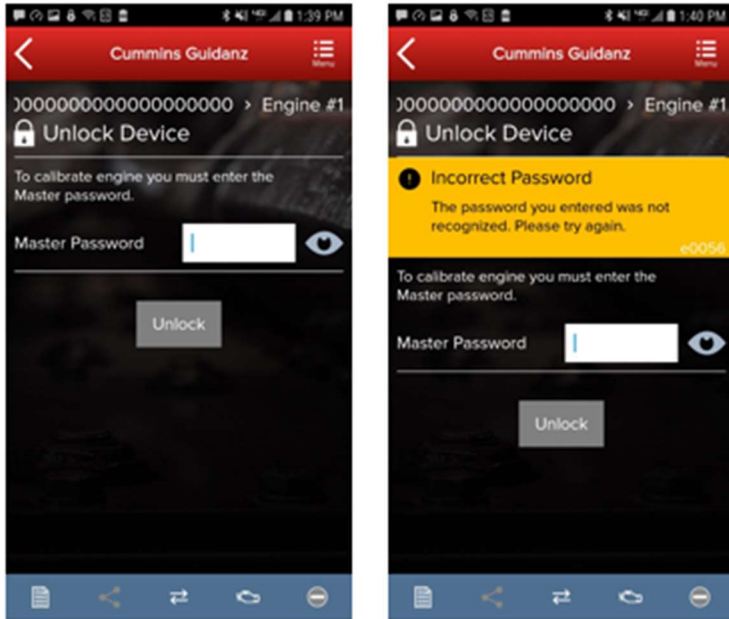 1:39 PM
Cummins Guidanz
Menu
000000000000000000000 > Engine #1
Unlock Device
To calibrate engine you must enter the
Master password.
Master Password
Unlock
1:40 PM
Cummins Guidanz
Menu
000000000000000000000 > Engine #1
Unlock Device
Incorrect Password
The password you entered was not
recognized. Please try again.
e0056
To calibrate engine you must enter the
Master password.
Master Password
Unlock